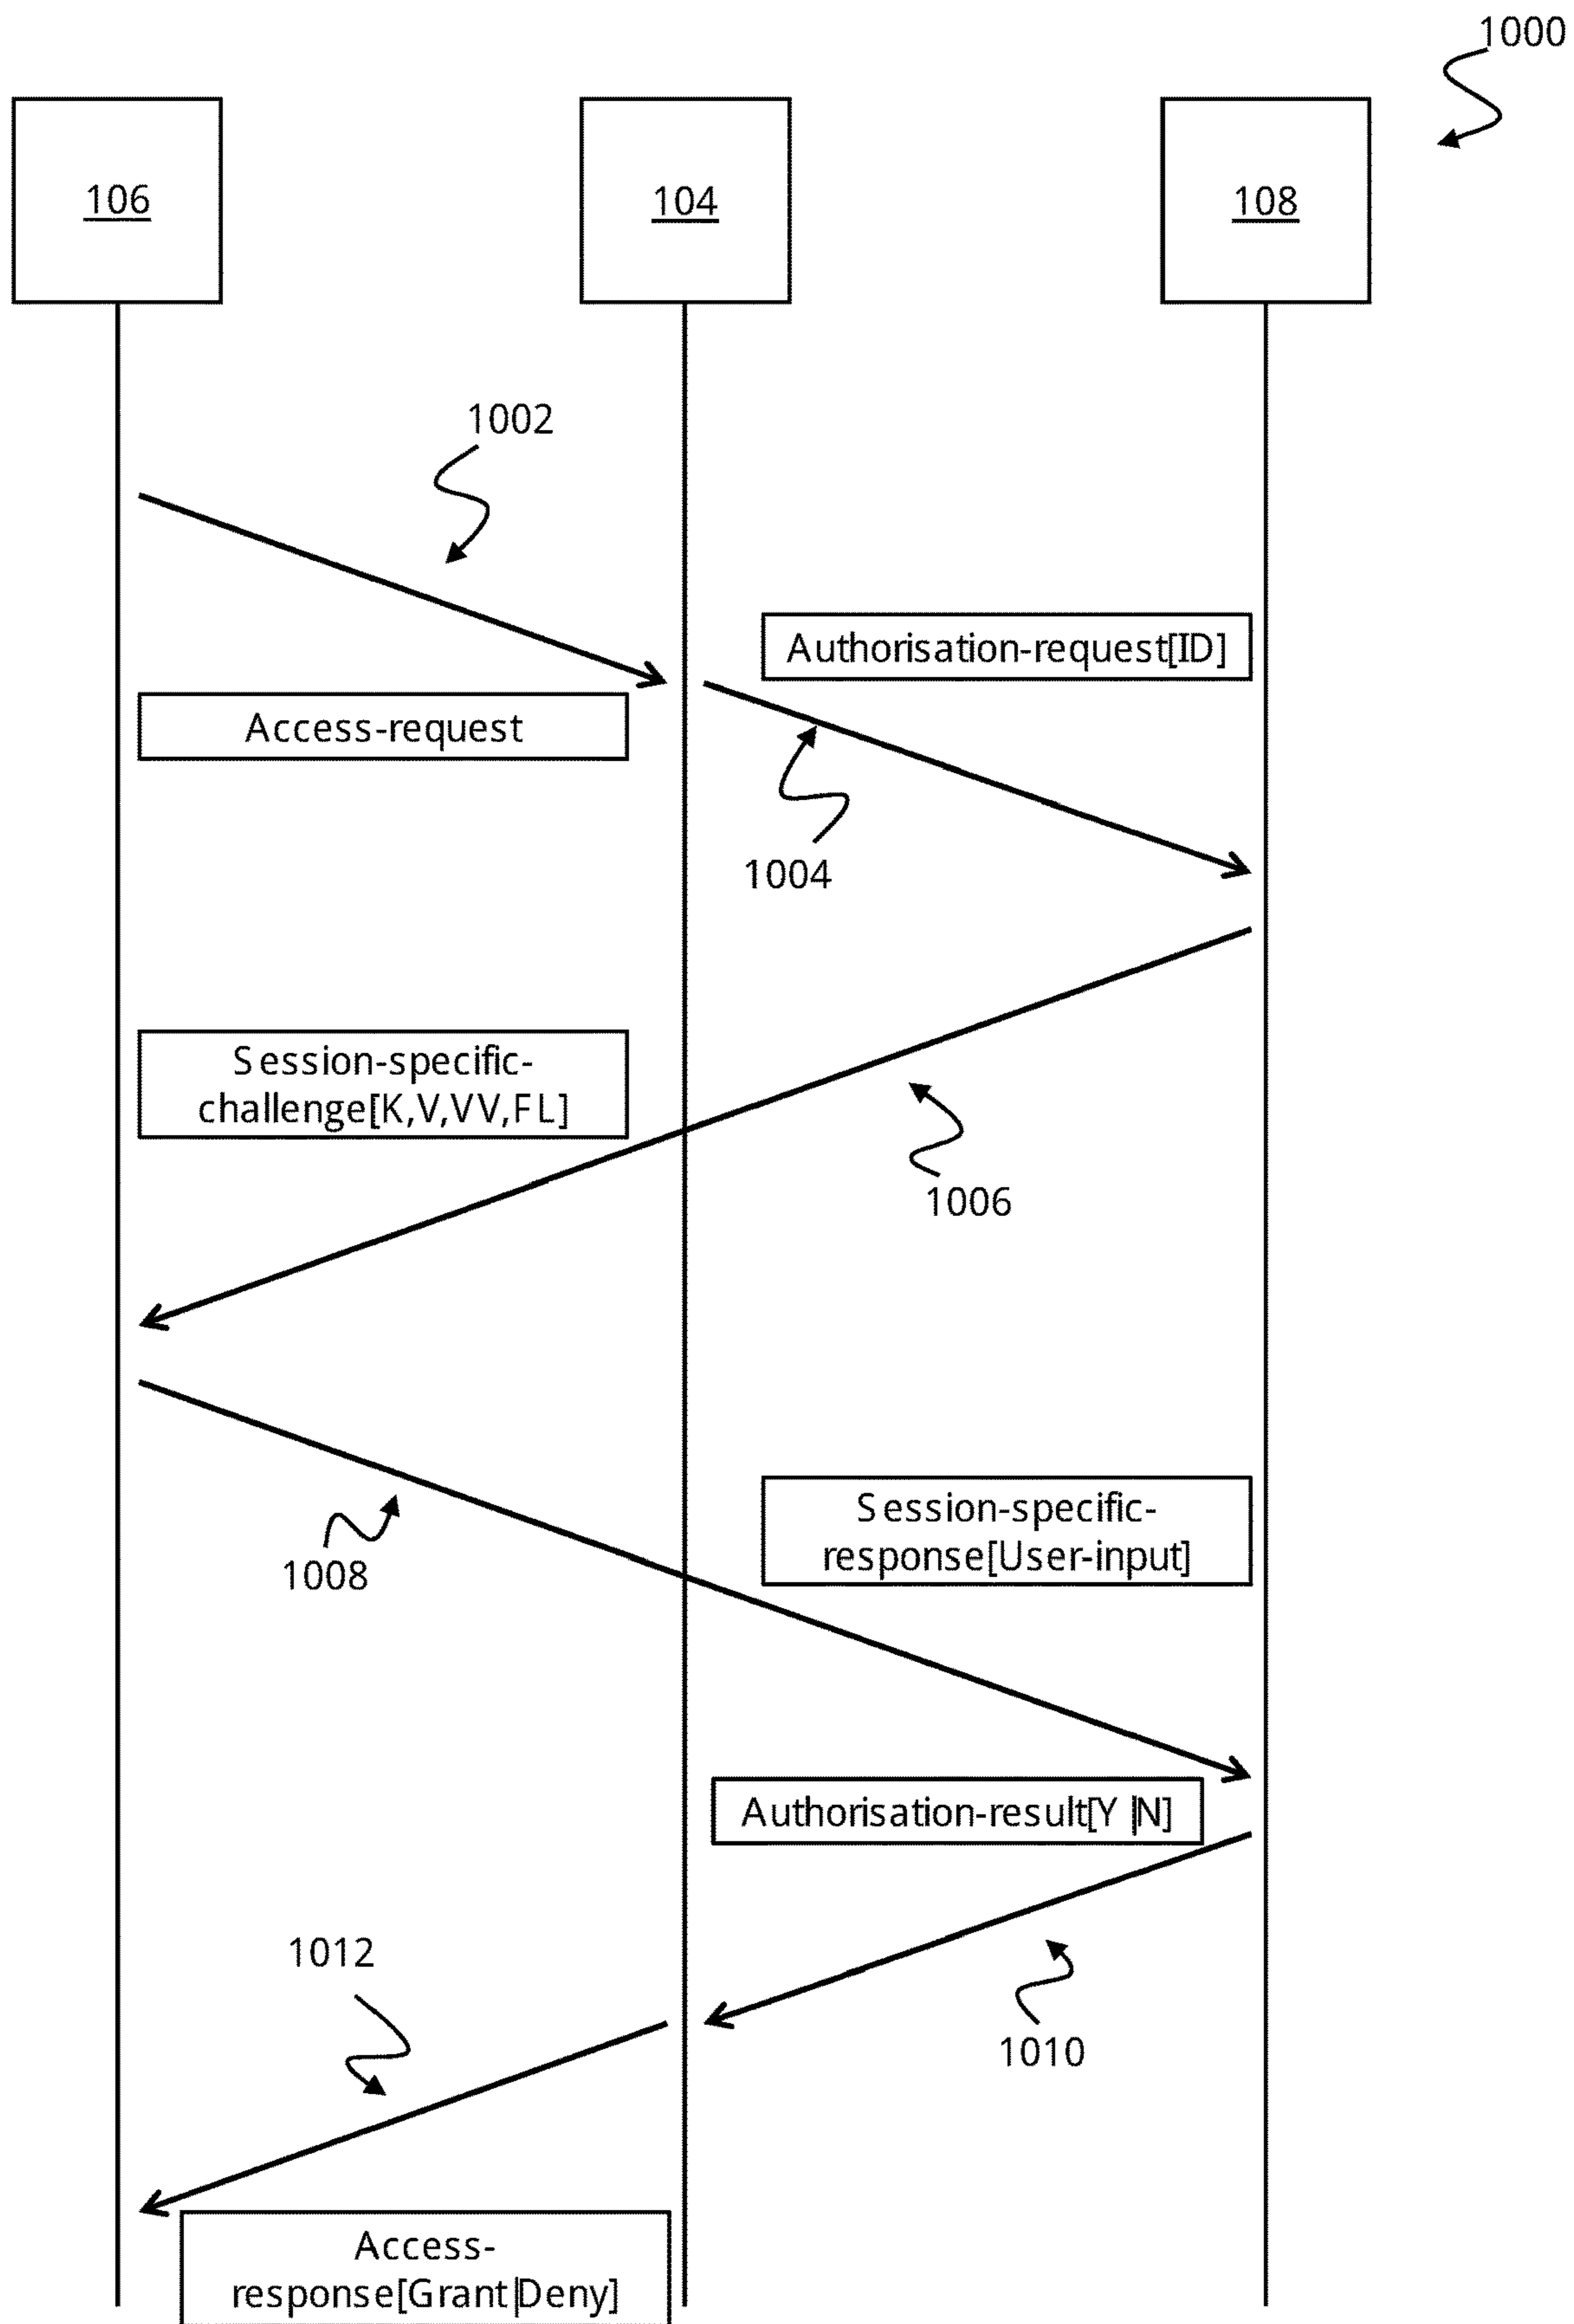 1000
106
104
108
1002
Authorisation-request[ID]
Access-request
1004
Session-specific-
challenge[K,V,VV,FL]
1006
Session-specific-
response[User-input]
1008
Authorisation-result[Y|N]
1012
1010
Access-
response[Grant|Deny]